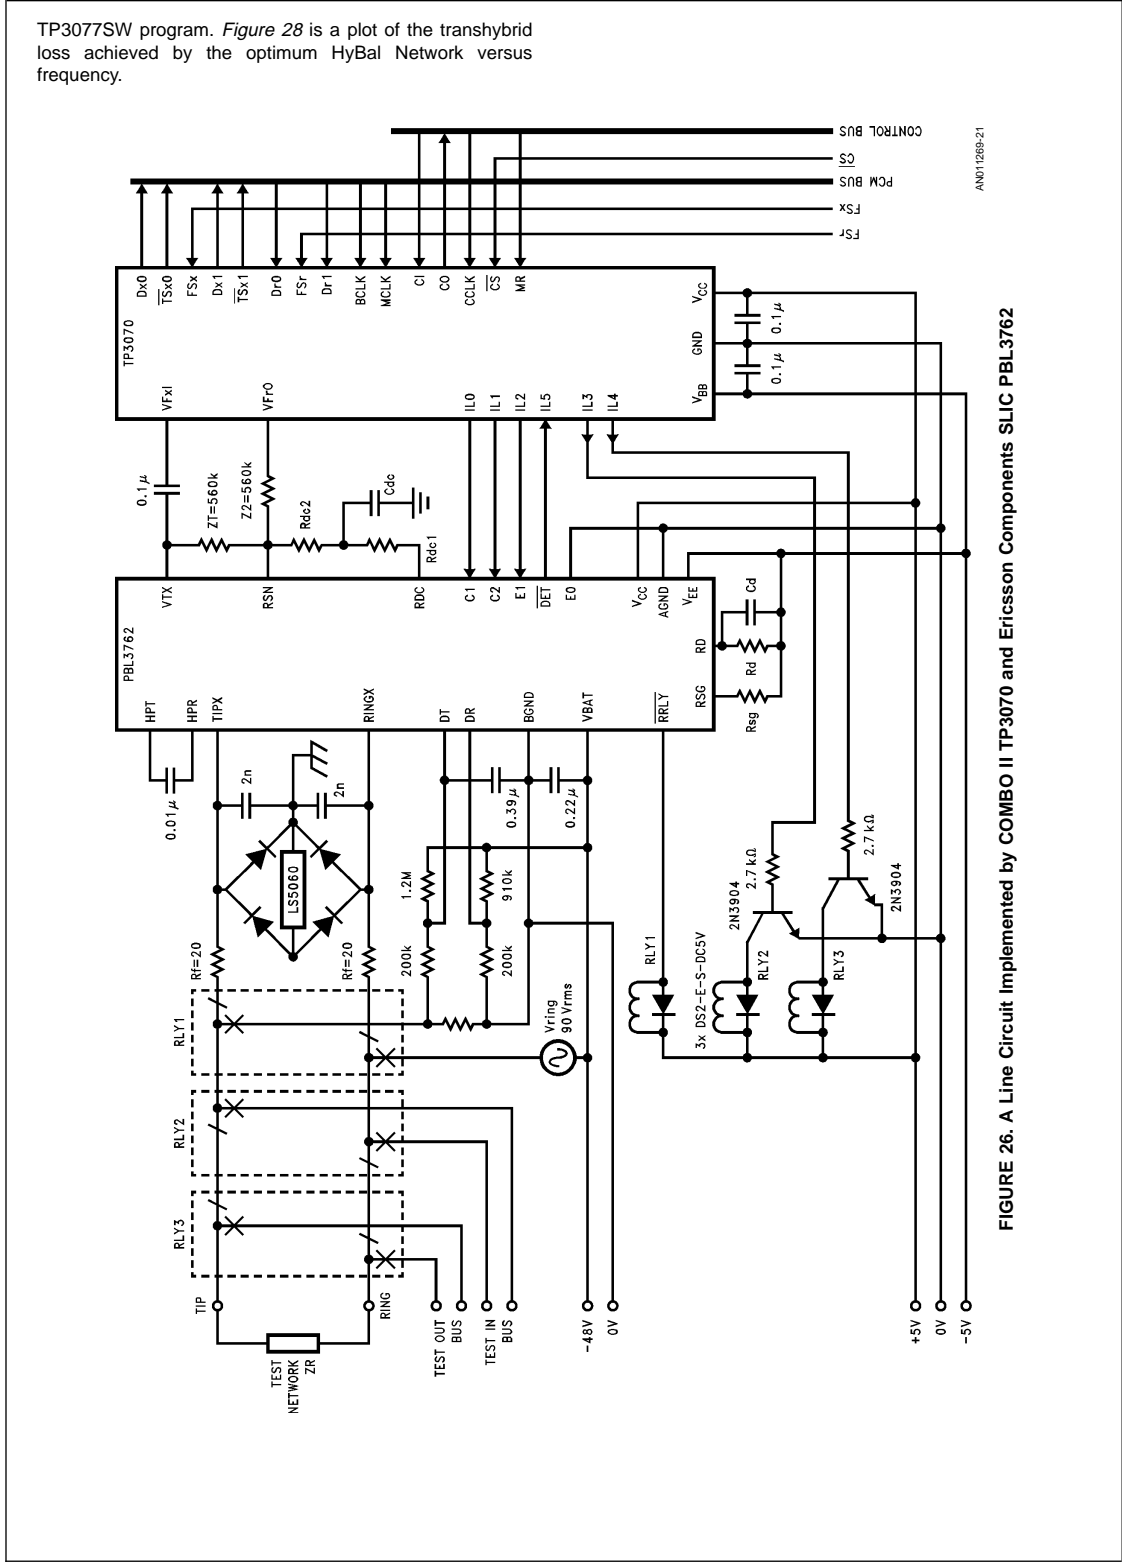 TP3077SW program. Figure 28 is a plot of the transhybrid
loss achieved by the optimum HyBal Network versus
frequency.
CONTROL BUS
CS
PCM BUS
FSx
FSr
AN011269-21
TP3070
Dx0
TSx0
FSx
Dx1
TSx1
Dr0
FSr
Dr1
BCLK
MCLK
CI
CO
CCLK
CS
MR
VFxI
VFrO
IL0
IL1
IL2
IL5
IL3
IL4
VCC
GND
VBB
0.1μ
0.1μ
0.1μ
ZT=560k
Z2=560k
Rdc2
Cdc
Rdc1
PBL3762
VTX
RSN
RDC
C1
C2
E1
DET
E0
VCC
AGND
VEE
HPT
HPR
TIPX
RINGX
DT
DR
BGND
VBAT
RRLY
RSG
RD
Rsg
Rd
Cd
0.01μ
2n
2n
LS5060
0.39μ
0.22μ
1.2M
910k
200k
200k
Rf=20
Rf=20
2.7 kΩ
2.7 kΩ
2N3904
2N3904
RLY1
RLY2
RLY3
3x DS2-E-S-DC5V
Vring
90 Vrms
RLY1
RLY2
RLY3
TIP
RING
TEST
NETWORK
ZR
TEST OUT
BUS
TEST IN
BUS
-48V
0V
+5V
0V
-5V
FIGURE 26. A Line Circuit Implemented by COMBO II TP3070 and Ericsson Components SLIC PBL3762